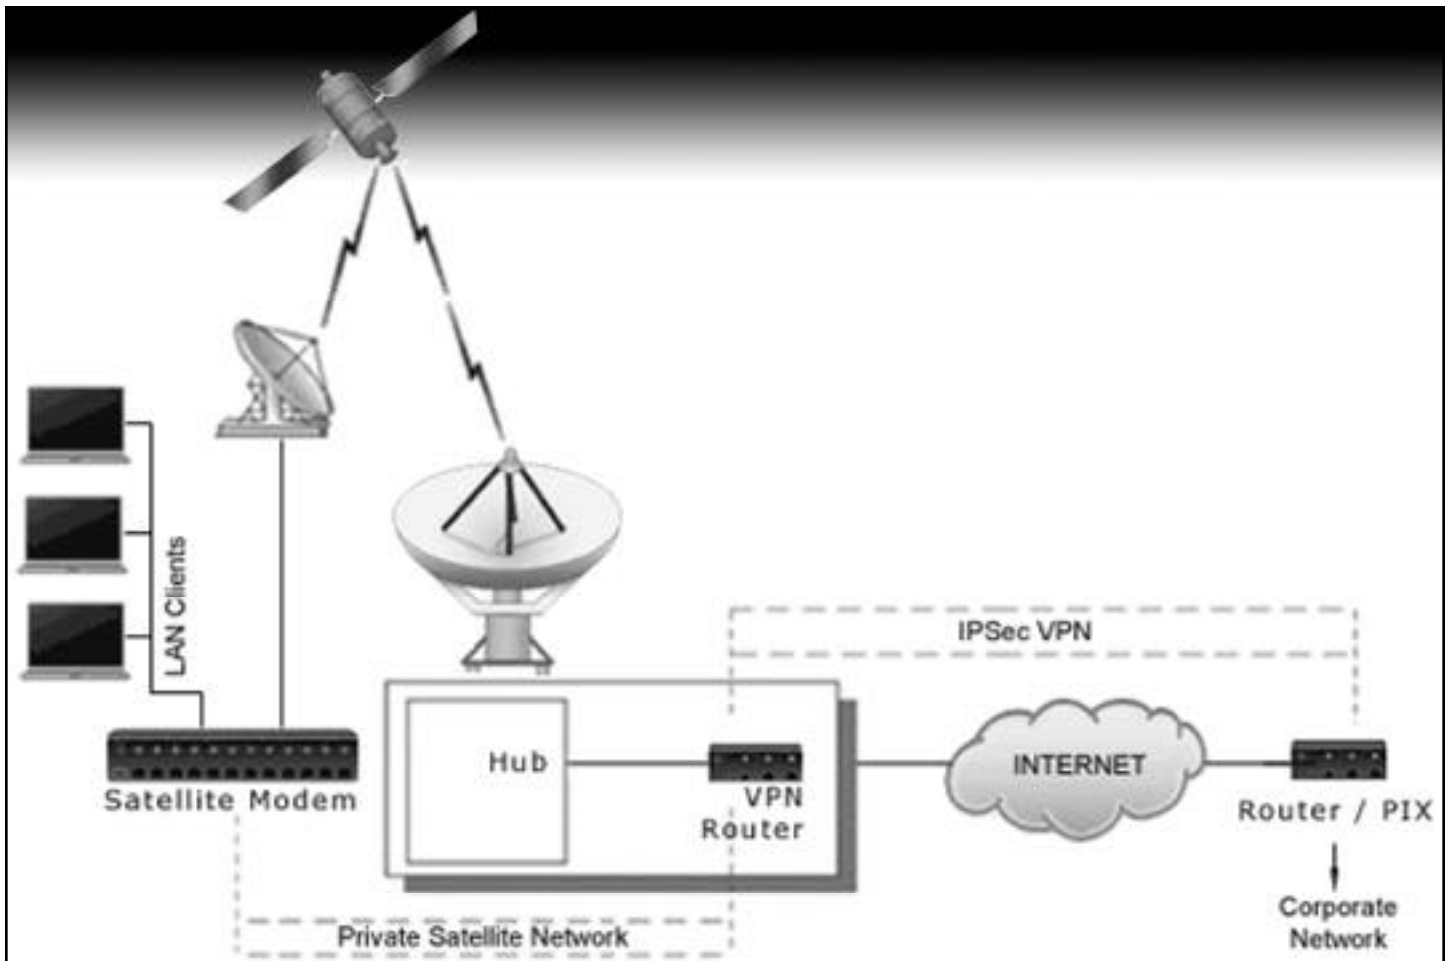 LAN Clients
IPSec VPN
Hub
INTERNET
VPN
Router
Satellite Modem
Router / PIX
Corporate
Network
Private Satellite Network